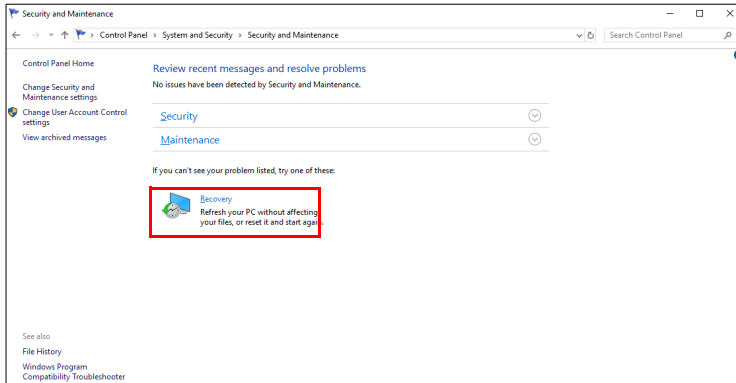 Security and Maintenance
Control Panel > System and Security > Security and Maintenance
Search Control Panel
Control Panel Home
Change Security and
Maintenance settings
Change User Account Control
settings
View archived messages
Review recent messages and resolve problems
No issues have been detected by Security and Maintenance.
Security
Maintenance
If you can't see your problem listed, try one of these:
Recovery
Refresh your PC without affecting
your files, or reset it and start again.
See also
File History
Windows Program
Compatibility Troubleshooter